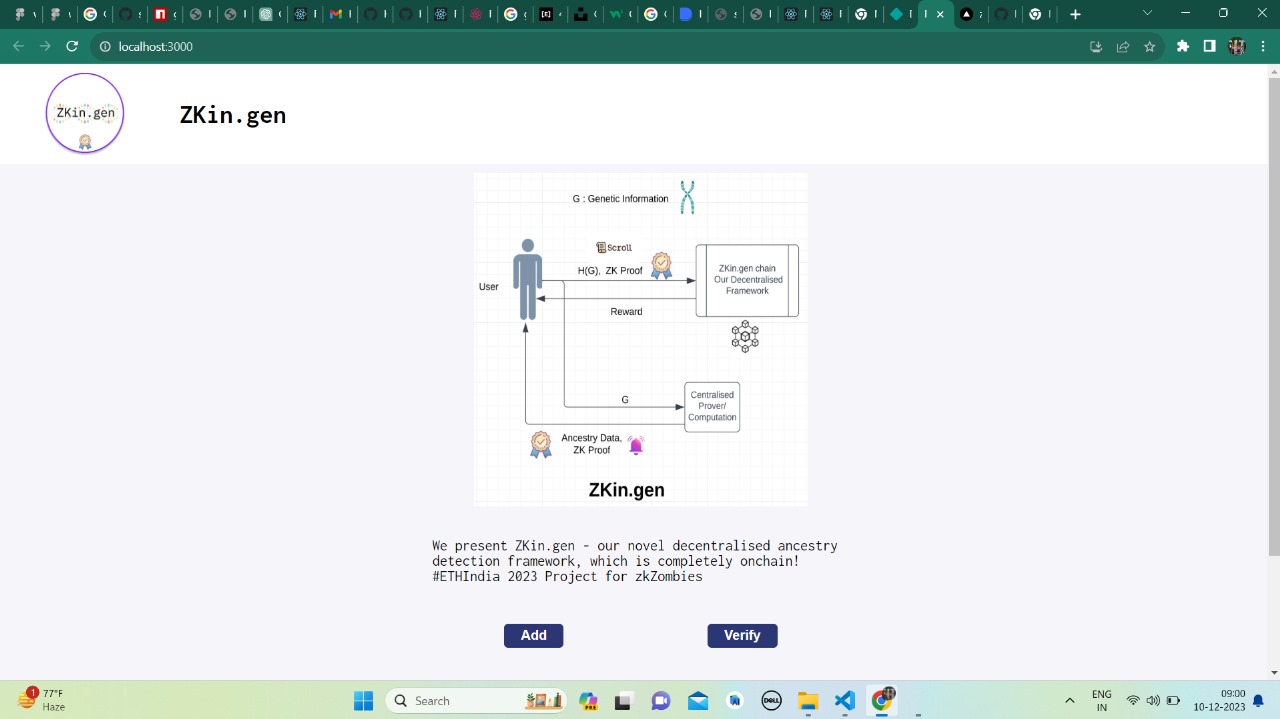 localhost:3000
ZKin.gen
ZKin.gen
G : Genetic Information
Scroll
H(G), ZK Proof
ZKin.gen chain
Our Decentralised
Framework
User
Reward
G
Centralised
Prover/
Computation
Ancestry Data,
ZK Proof
ZKin.gen
We present ZKin.gen - our novel decentralised ancestry
detection framework, which is completely onchain!
#ETHIndia 2023 Project for zkZombies
Add
Verify
1
77°F
Haze
Search
PRE
DELL
ENG
IN
09:00
10-12-2023